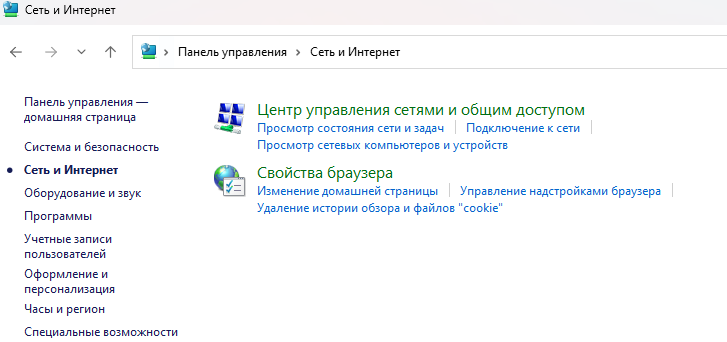 Сеть и Интернет
Панель управления > Сеть и Интернет
Панель управления —
домашняя страница
Система и безопасность
Сеть и Интернет
Оборудование и звук
Программы
Учетные записи
пользователей
Оформление и
персонализация
Часы и регион
Специальные возможности
Центр управления сетями и общим доступом
Просмотр состояния сети и задач | Подключение к сети
Просмотр сетевых компьютеров и устройств
Свойства браузера
Изменение домашней страницы | Управление надстройками браузера
Удаление истории обзора и файлов "cookie"